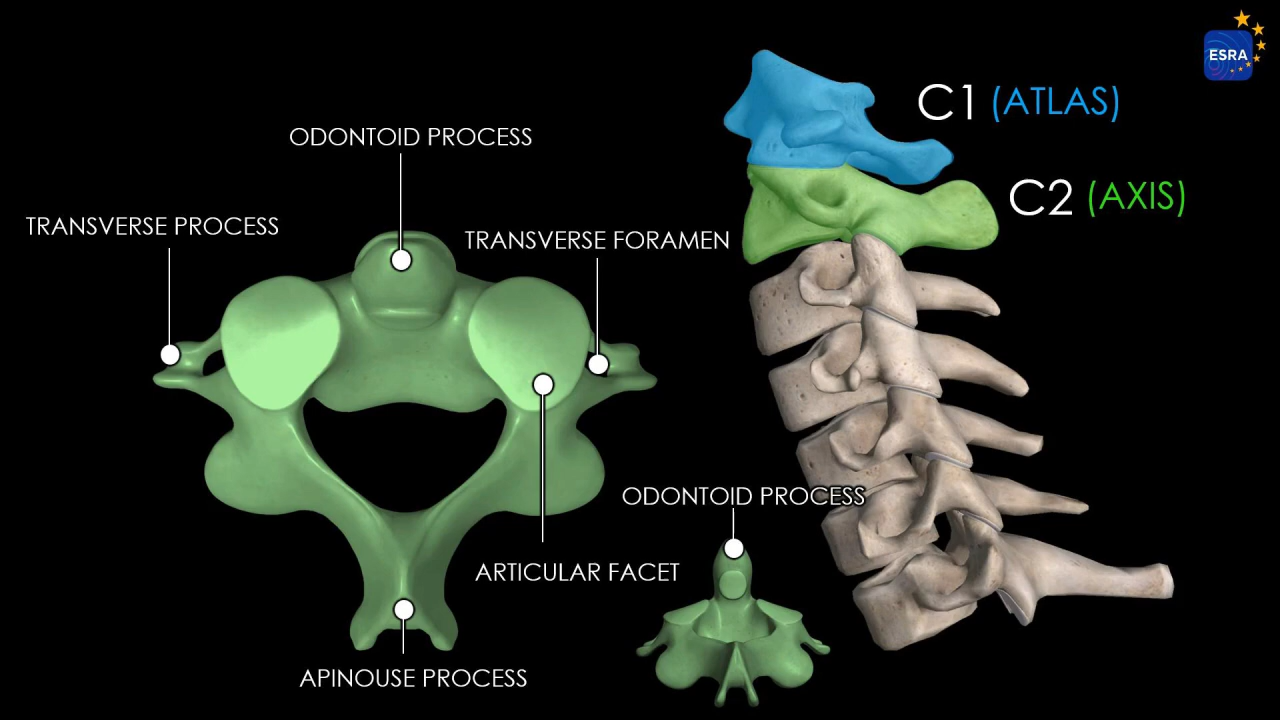 ESRA
C1 (ATLAS)
ODONTOID PROCESS
C2 (AXIS)
TRANSVERSE PROCESS
TRANSVERSE FORAMEN
ODONTOID PROCESS
ARTICULAR FACET
APINOUSE PROCESS